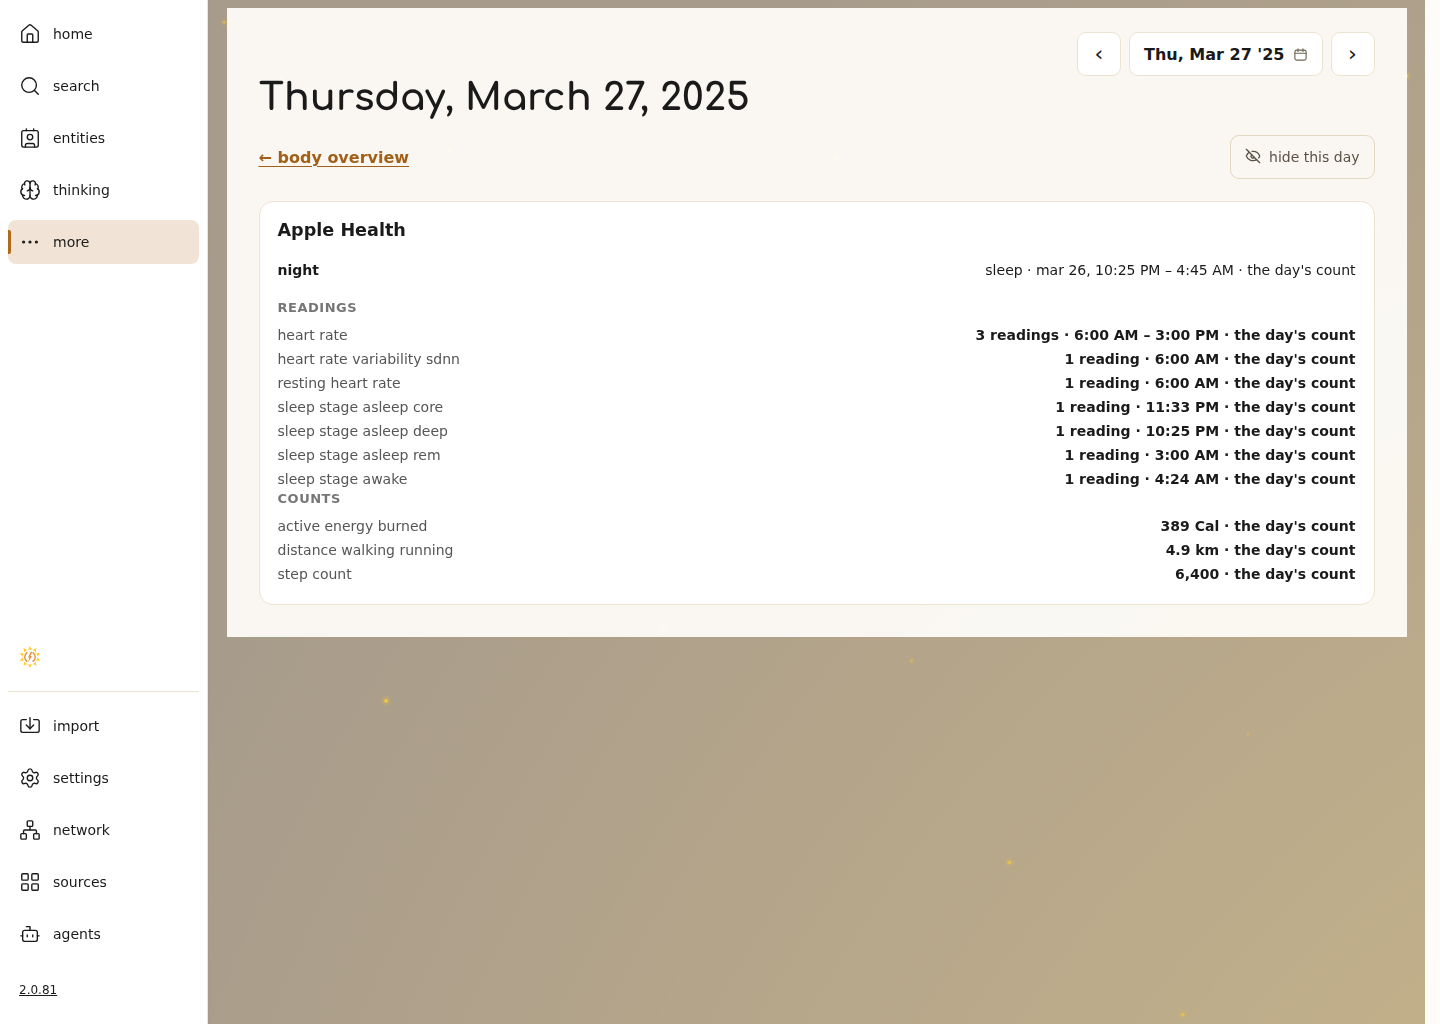 home
search
entities
thinking
more
import
settings
network
sources
agents
2.0.81
‹ Thu, Mar 27 '25 ›
Thursday, March 27, 2025
← body overview
hide this day
Apple Health
night sleep · mar 26, 10:25 PM – 4:45 AM · the day's count
READINGS
heart rate 3 readings · 6:00 AM – 3:00 PM · the day's count
heart rate variability sdnn 1 reading · 6:00 AM · the day's count
resting heart rate 1 reading · 6:00 AM · the day's count
sleep stage asleep core 1 reading · 11:33 PM · the day's count
sleep stage asleep deep 1 reading · 10:25 PM · the day's count
sleep stage asleep rem 1 reading · 3:00 AM · the day's count
sleep stage awake 1 reading · 4:24 AM · the day's count
COUNTS
active energy burned 389 Cal · the day's count
distance walking running 4.9 km · the day's count
step count 6,400 · the day's count